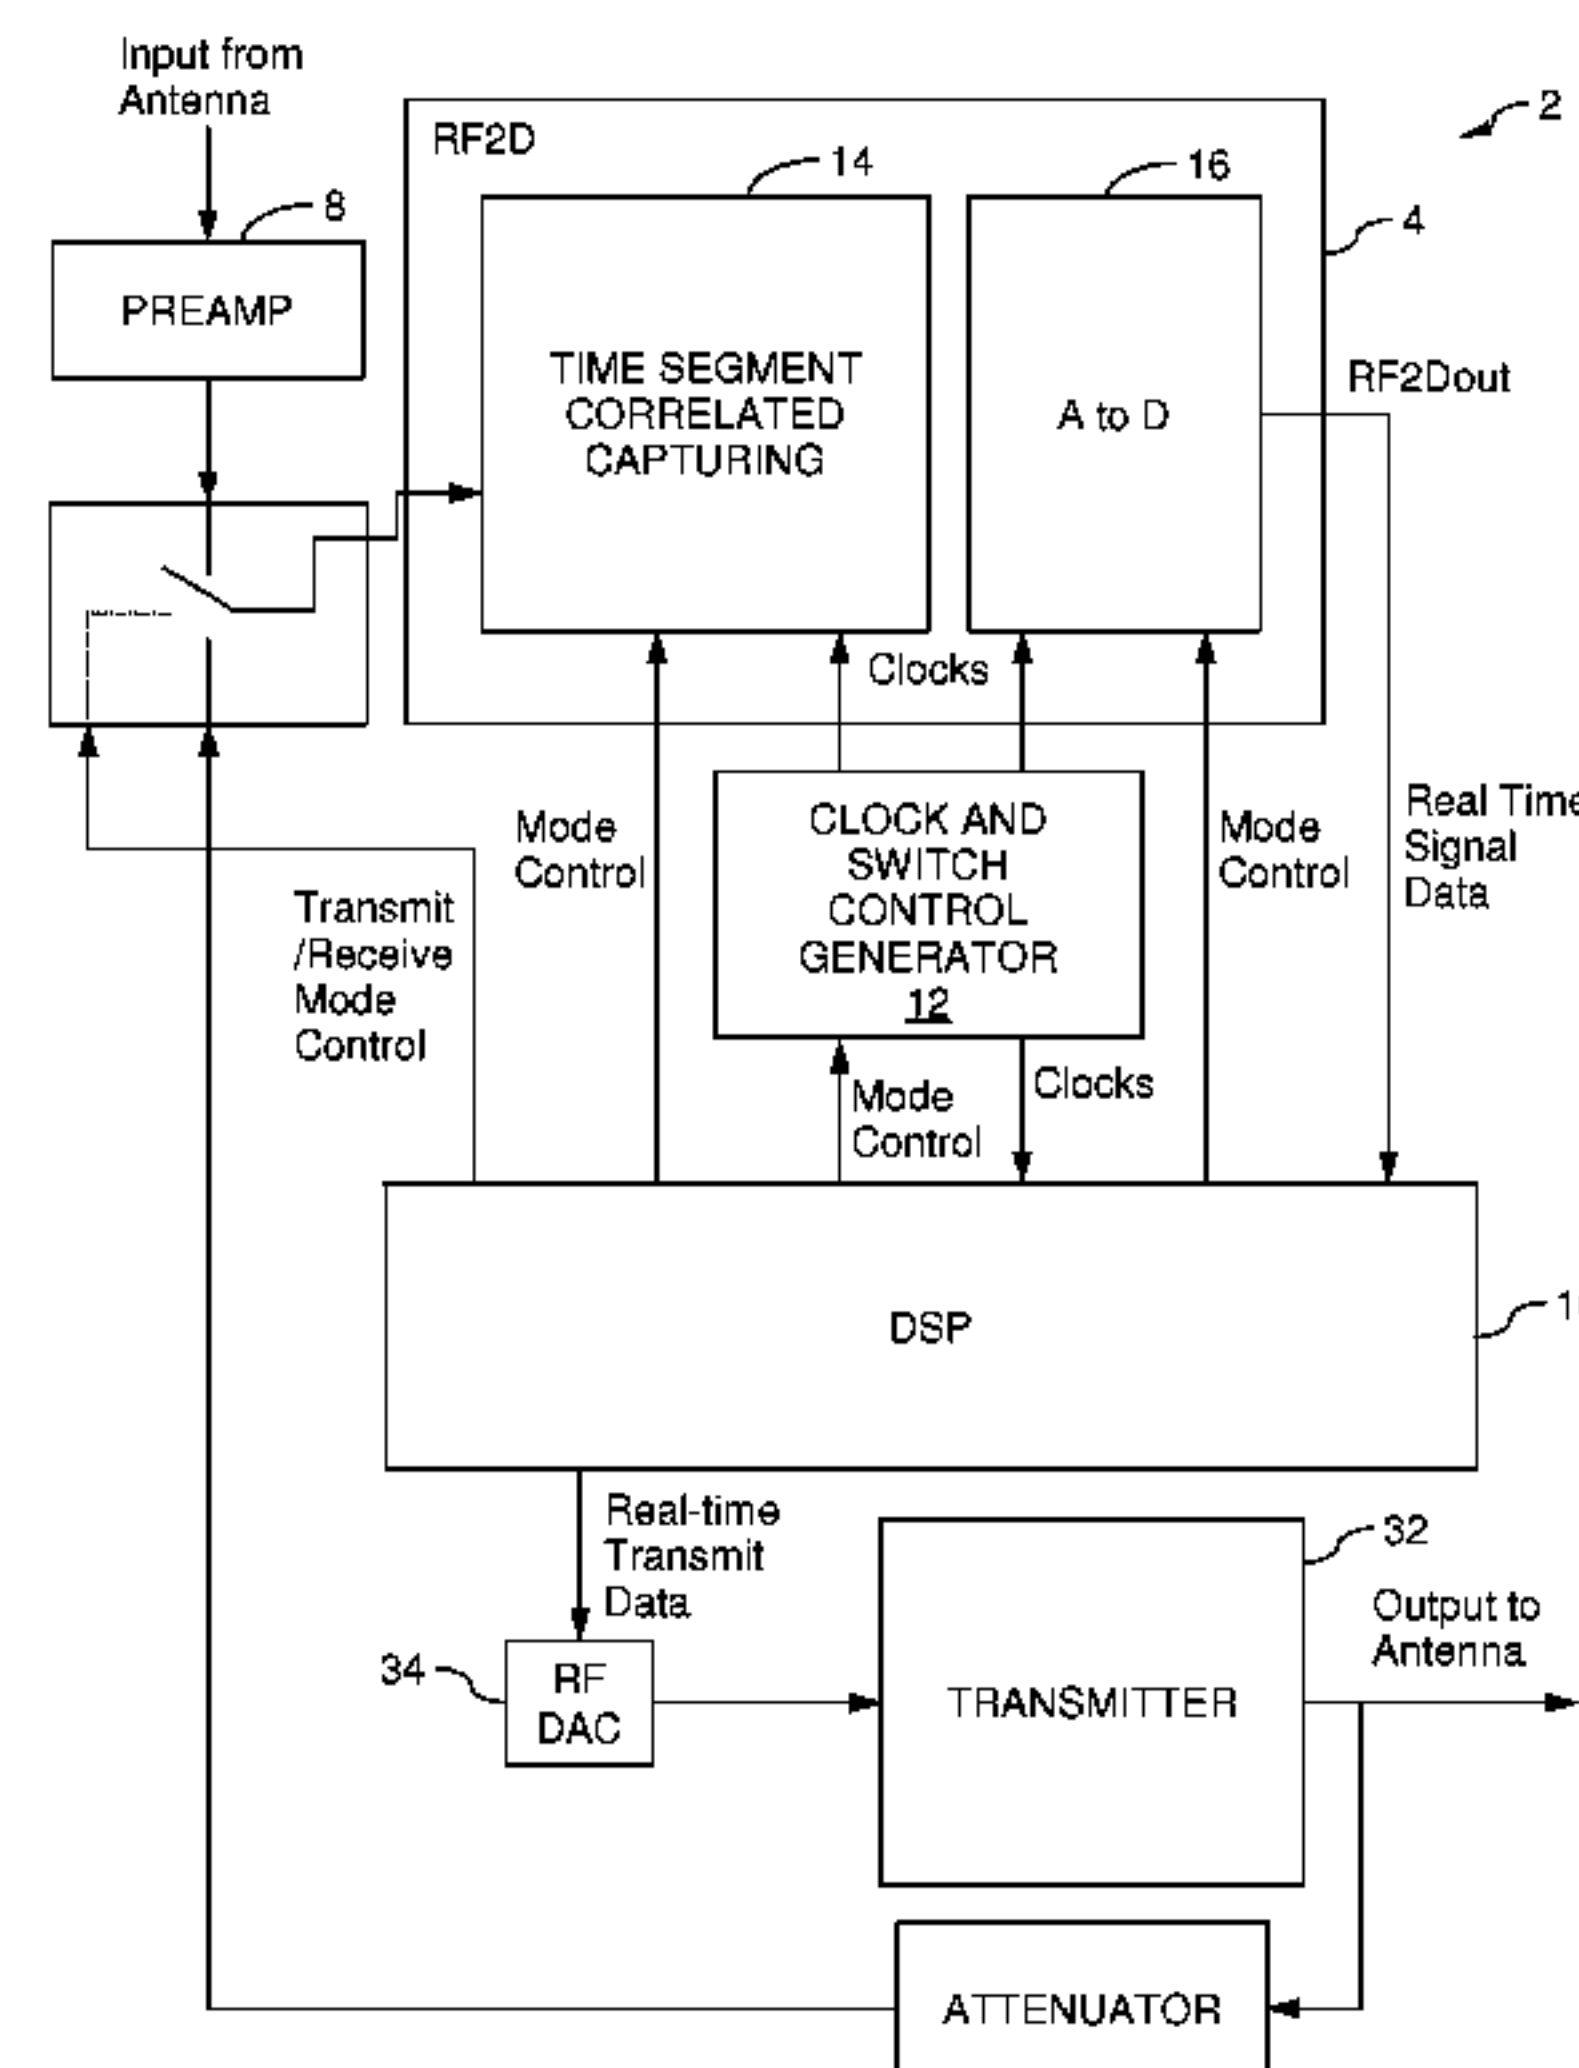 Input from
Antenna
2
RF2D
14
16
8
4
PREAMP
TIME SEGMENT
CORRELATED
CAPTURING
A to D
RF2Dout
Clocks
Mode
Control
CLOCK AND
SWITCH
CONTROL
GENERATOR
12
Mode
Control
Real Time
Signal
Data
Transmit
/Receive
Mode
Control
Mode
Control
Clocks
DSP
Real-time
Transmit
Data
32
Output to
Antenna
34
RF
DAC
TRANSMITTER
ATTENUATOR